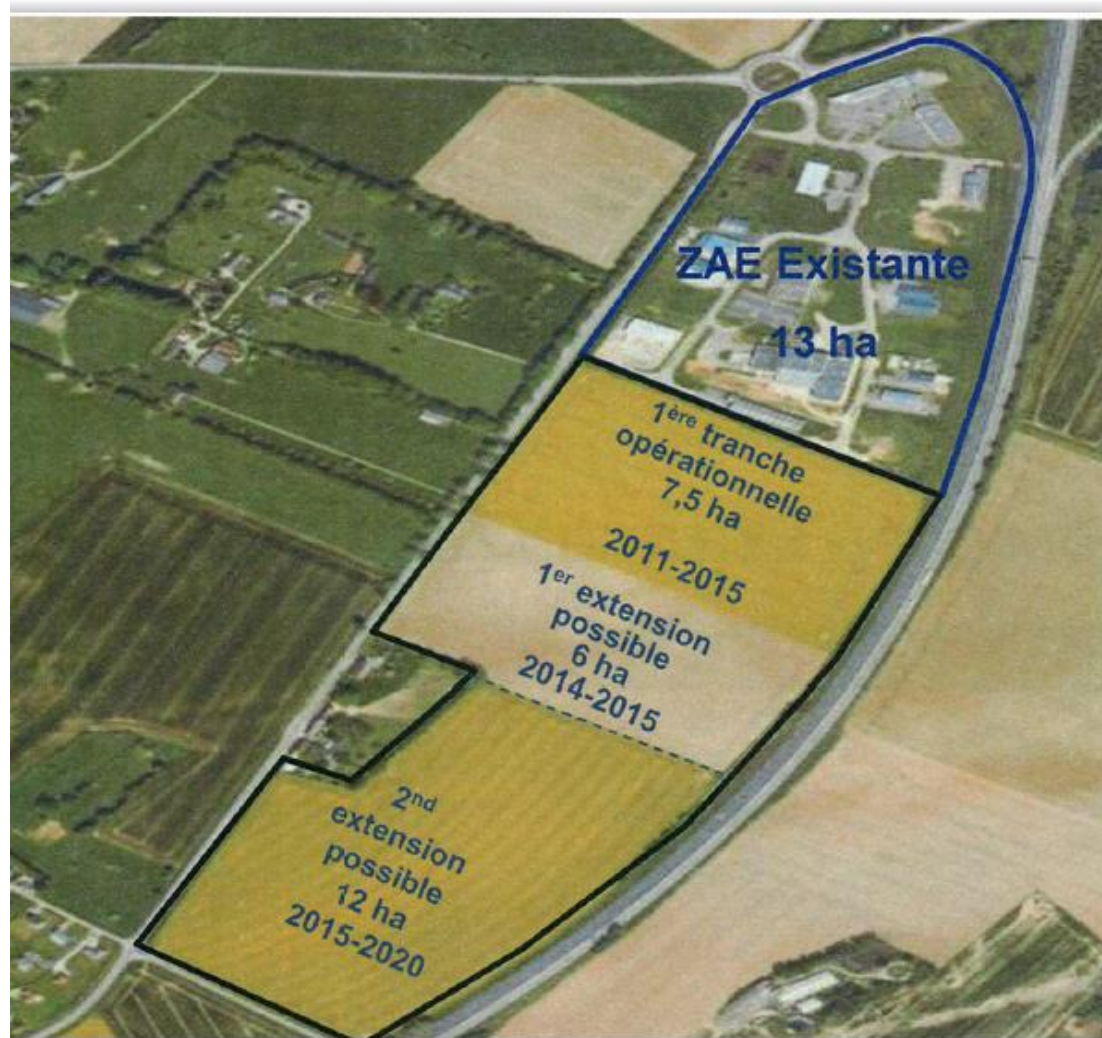 ZAE Existante
13 ha
1ère tranche
opérationnelle
7,5 ha
2011-2015
1er extension
possible
6 ha
2014-2015
2nd
extension
possible
12 ha
2015-2020